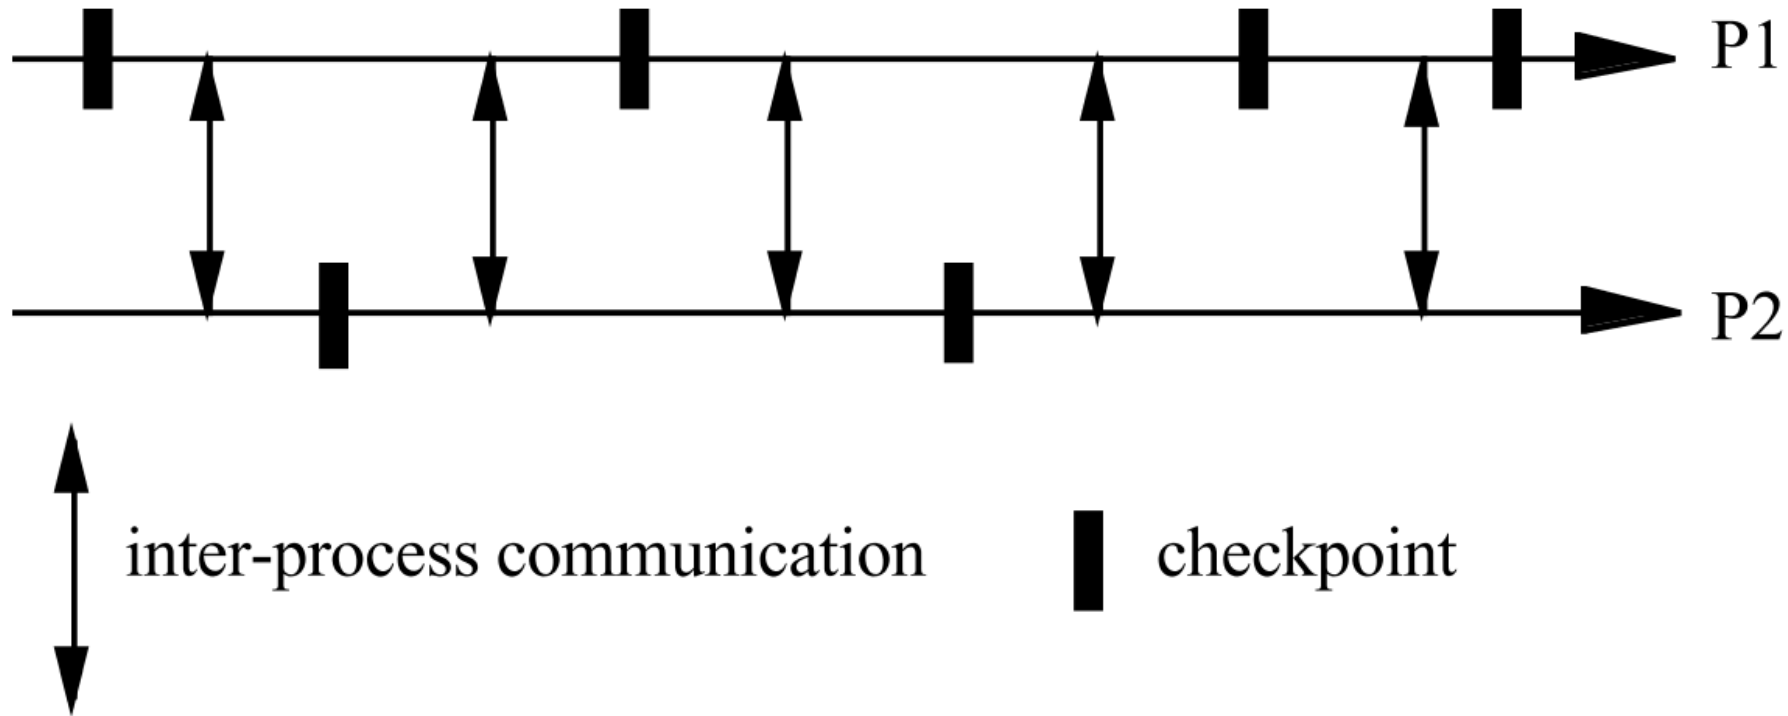 P1
P2
inter-process communication
checkpoint